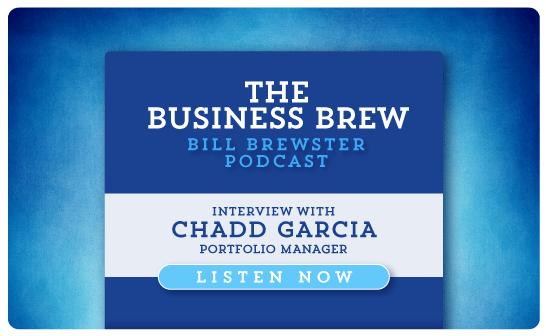 THE
BUSINESS BREW
BILL BREWSTER
PODCAST
INTERVIEW WITH
CHADD GARCIA
PORTFOLIO MANAGER
LISTEN NOW